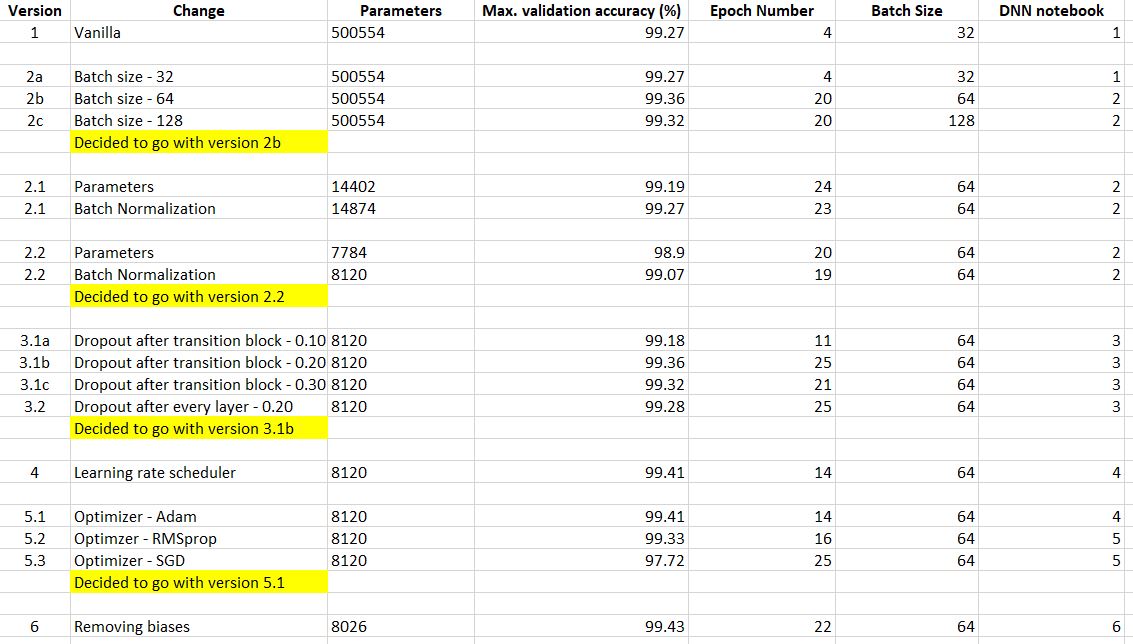 Version Change Parameters Max. validation accuracy (%) Epoch Number Batch Size DNN notebook
1 Vanilla 500554 99.27 4 32 1
2a Batch size - 32 500554 99.27 4 32 1
2b Batch size - 64 500554 99.36 20 64 2
2c Batch size - 128 500554 99.32 20 128 2
Decided to go with version 2b
2.1 Parameters 14402 99.19 24 64 2
2.1 Batch Normalization 14874 99.27 23 64 2
2.2 Parameters 7784 98.9 20 64 2
2.2 Batch Normalization 8120 99.07 19 64 2
Decided to go with version 2.2
3.1a Dropout after transition block - 0.10 8120 99.18 11 64 3
3.1b Dropout after transition block - 0.20 8120 99.36 25 64 3
3.1c Dropout after transition block - 0.30 8120 99.32 21 64 3
3.2 Dropout after every layer - 0.20 8120 99.28 25 64 3
Decided to go with version 3.1b
4 Learning rate scheduler 8120 99.41 14 64 4
5.1 Optimizer - Adam 8120 99.41 14 64 4
5.2 Optimzer - RMSprop 8120 99.33 16 64 5
5.3 Optimizer - SGD 8120 97.72 25 64 5
Decided to go with version 5.1
6 Removing biases 8026 99.43 22 64 6